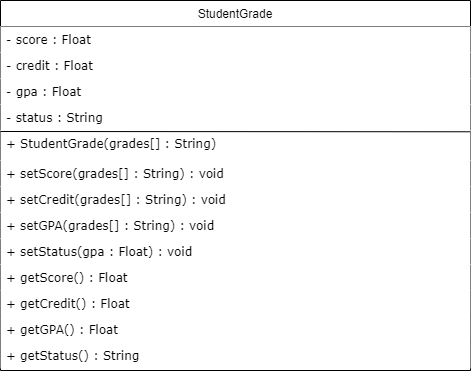 StudentGrade
- score : Float
- credit : Float
- gpa : Float
- status : String
+ StudentGrade(grades[] : String)
+ setScore(grades[] : String) : void
+ setCredit(grades[] : String) : void
+ setGPA(grades[] : String) : void
+ setStatus(gpa : Float) : void
+ getScore() : Float
+ getCredit() : Float
+ getGPA() : Float
+ getStatus() : String